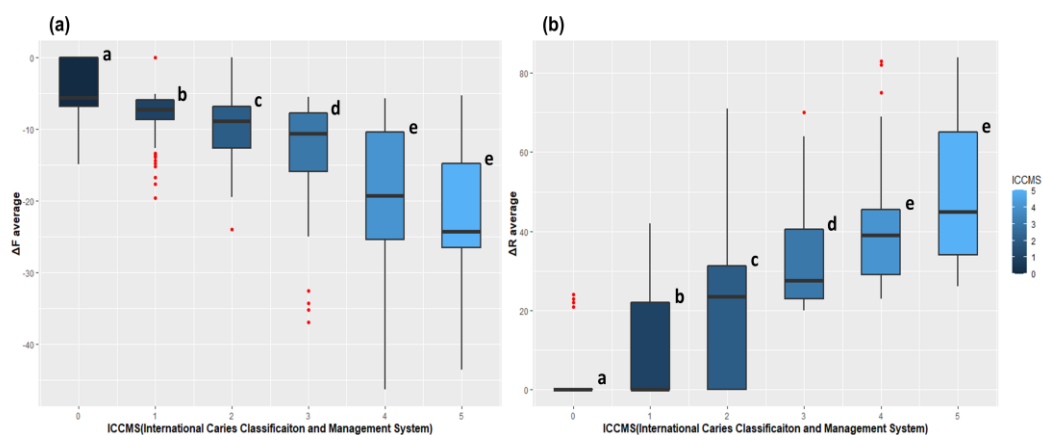 (a)
0
-10
-20
-30
-40
ΔF average
a
b
c
d
e
e
0 1 2 3 4 5
ICCMS(International Caries Classificaiton and Management System)
(b)
80
60
40
20
0
ΔR average
a
b
c
d
e
e
0 1 2 3 4 5
ICCMS(International Caries Classificaiton and Management System)
ICCMS
5
4
3
2
1
0